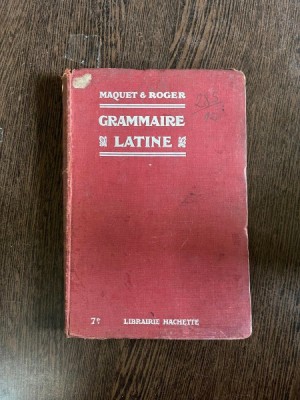 MAQUET & ROGER
GRAMMAIRE
LATINE
7e LIBRAIRIE HACHETTE